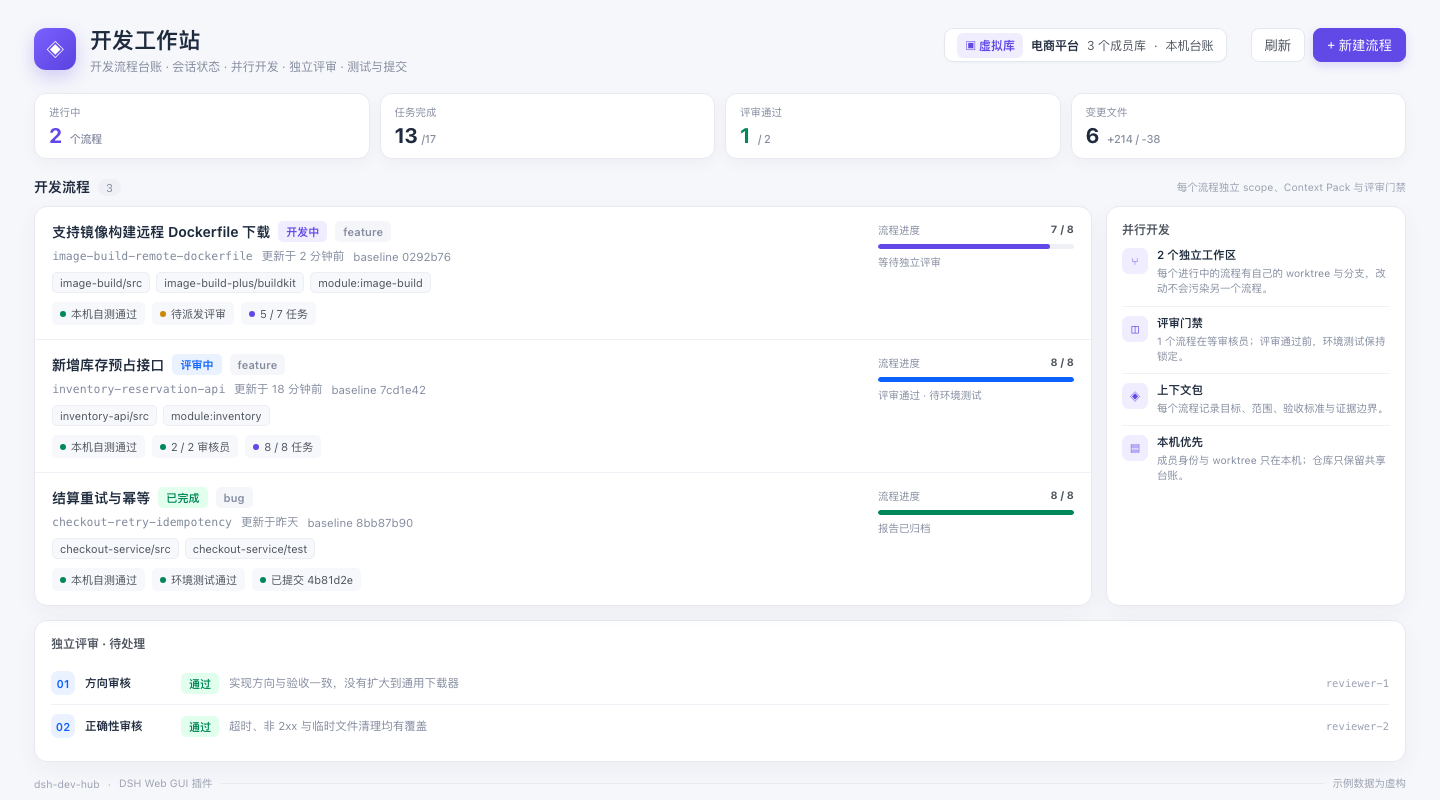 开发工作站
开发流程台账 · 会话状态 · 并行开发 · 独立评审 · 测试与提交
虚拟库 电商平台 3 个成员库 · 本机台账
刷新
+ 新建流程
进行中
2 个流程
任务完成
13 /17
评审通过
1 / 2
变更文件
6 +214 / -38
开发流程 3
每个流程独立 scope、Context Pack 与评审门禁
支持镜像构建远程 Dockerfile 下载 开发中 feature
image-build-remote-dockerfile 更新于 2 分钟前 baseline 0292b76
image-build/src image-build-plus/buildkit module:image-build
本机自测通过 待派发评审 5 / 7 任务
流程进度 7 / 8
等待独立评审
新增库存预占接口 评审中 feature
inventory-reservation-api 更新于 18 分钟前 baseline 7cd1e42
inventory-api/src module:inventory
本机自测通过 2 / 2 审核员 8 / 8 任务
流程进度 8 / 8
评审通过 · 待环境测试
结算重试与幂等 已完成 bug
checkout-retry-idempotency 更新于昨天 baseline 8bb87b90
checkout-service/src checkout-service/test
本机自测通过 环境测试通过 已提交 4b81d2e
流程进度 8 / 8
报告已归档
并行开发
2 个独立工作区
每个进行中的流程有自己的 worktree 与分支，改
动不会污染另一个流程。
评审门禁
1 个流程在等审核员；评审通过前，环境测试保持
锁定。
上下文包
每个流程记录目标、范围、验收标准与证据边界。
本机优先
成员身份与 worktree 只在本机；仓库只保留共享
台账。
独立评审 · 待处理
01 方向审核 通过 实现方向与验收一致，没有扩大到通用下载器 reviewer-1
02 正确性审核 通过 超时、非 2xx 与临时文件清理均有覆盖 reviewer-2
dsh-dev-hub · DSH Web GUI 插件
示例数据为虚构